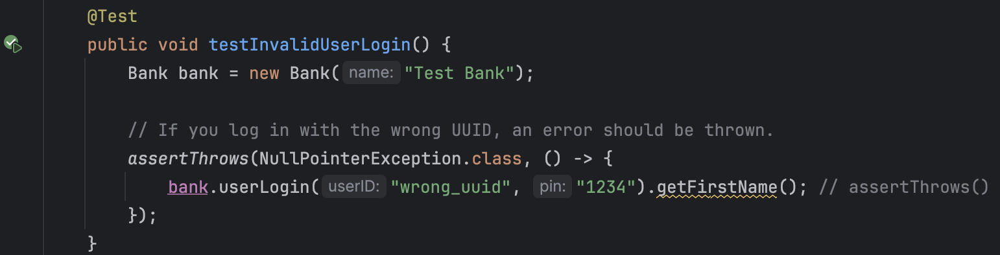 @Test
public void testInvalidUserLogin() {
Bank bank = new Bank( name: "Test Bank");
// If you log in with the wrong UUID, an error should be thrown.
assertThrows(NullPointerException.class, () -> {
bank.userLogin( userID: "wrong_uuid", pin: "1234").getFirstName(); // assertThrows()
});
}